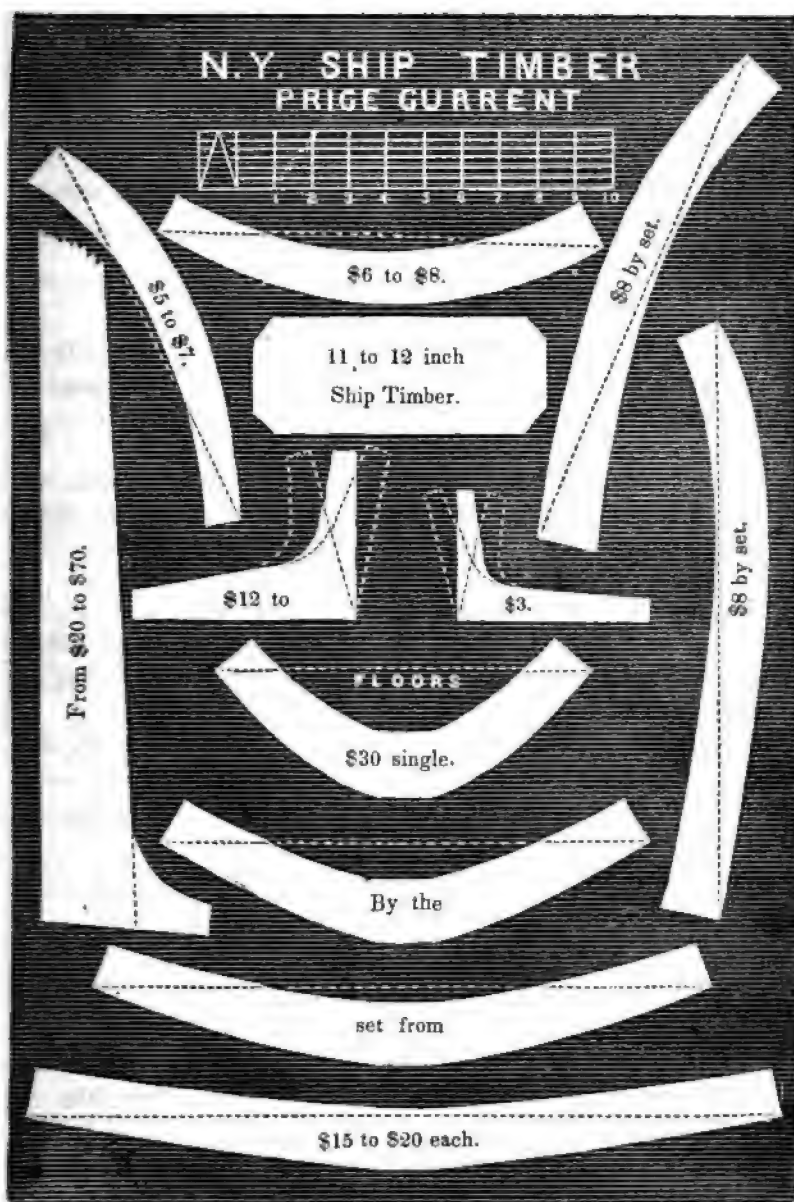 N.Y. SHIP TIMBER
PRICE CURRENT
1 2 3 4 5 6 7 8 9 10
$6 to $8.
$8 by set.
$5 to $7.
11 to 12 inch
Ship Timber.
From $20 to $70.
$12 to
$3.
$8 by set.
FLOORS
$30 single.
By the
set from
$15 to $20 each.